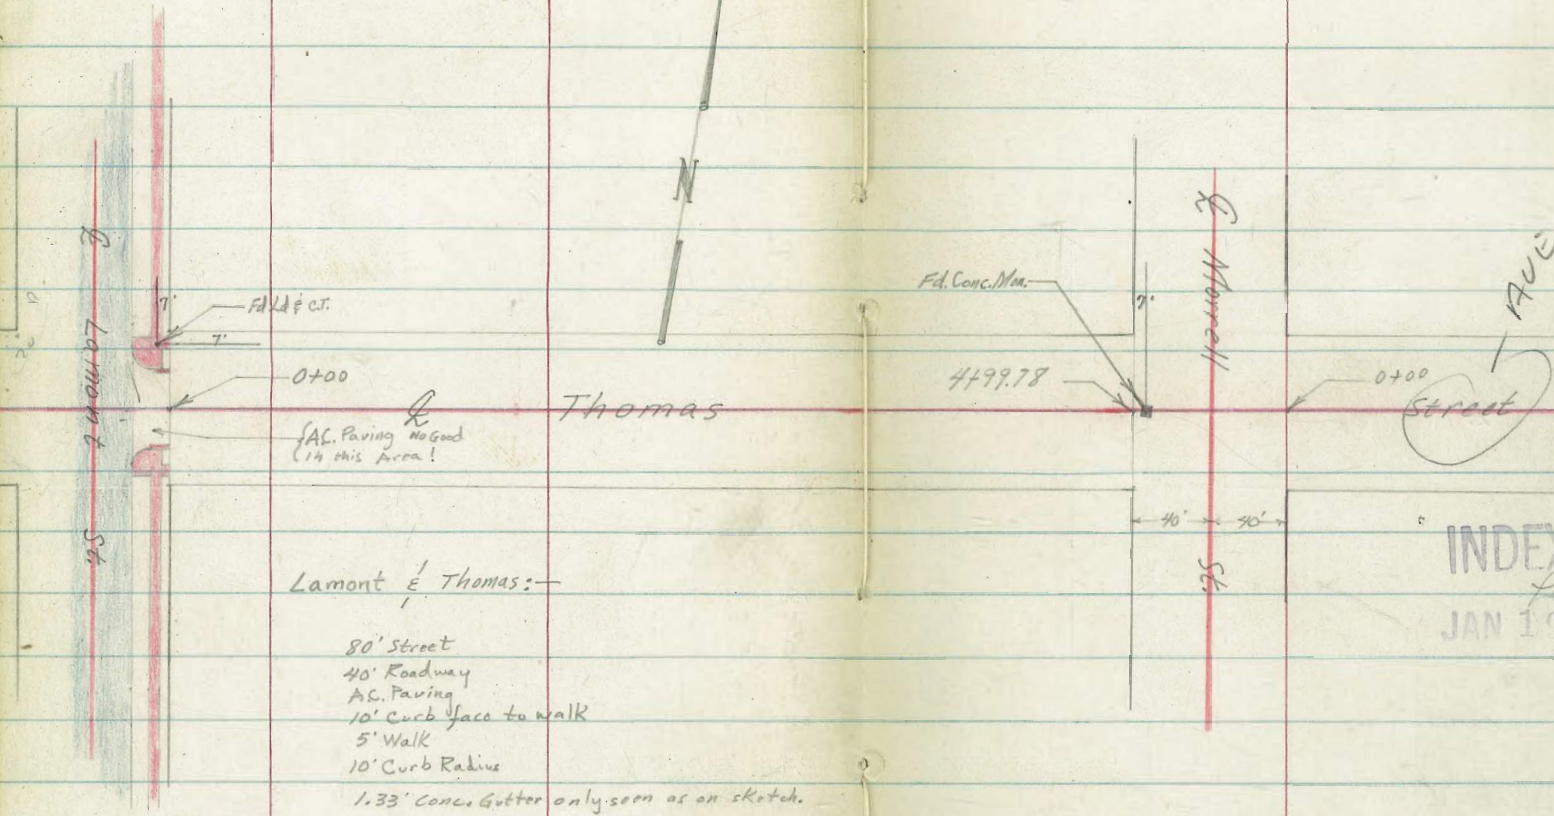 N
℄ Lamont St.
7'
Fd. Ld & C.T.
7'
0+00
℄ Thomas Street
AVE
A.C. Paving No Good
in this Area!
Fd. Conc. Mon.
7'
4+99.78
0+00
℄ Morrell St.
40' 40'
INDEX
JAN 1
Lamont & Thomas:—
80' Street
40' Roadway
A.C. Paving
10' Curb face to walk
5' Walk
10' Curb Radius
1.33' Conc. Gutter only seen as on sketch.